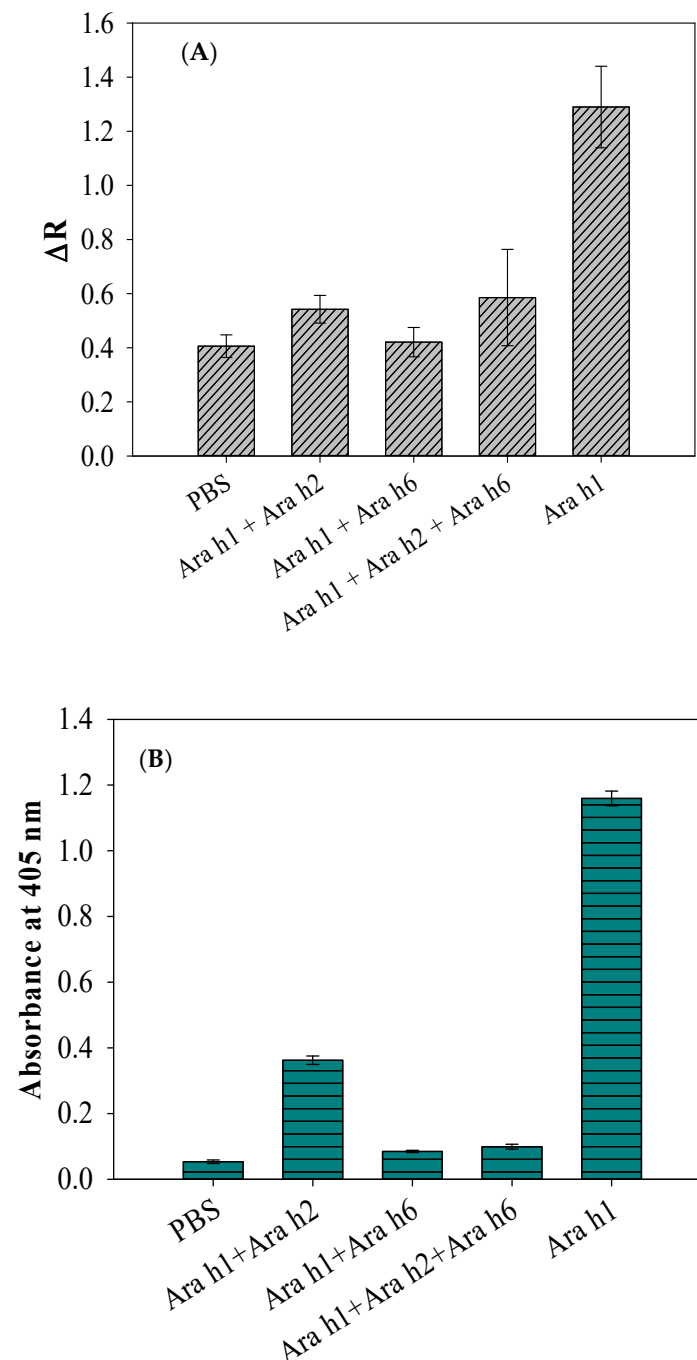 1.6
(A)
1.4
1.2
1.0
ΔR
0.8
0.6
0.4
0.2
0.0
PBS
Ara h1 + Ara h2
Ara h1 + Ara h6
Ara h1 + Ara h2 + Ara h6
Ara h1
1.4
(B)
1.2
1.0
Absorbance at 405 nm
0.8
0.6
0.4
0.2
0.0
PBS
Ara h1+Ara h2
Ara h1+Ara h6
Ara h1+Ara h2+Ara h6
Ara h1